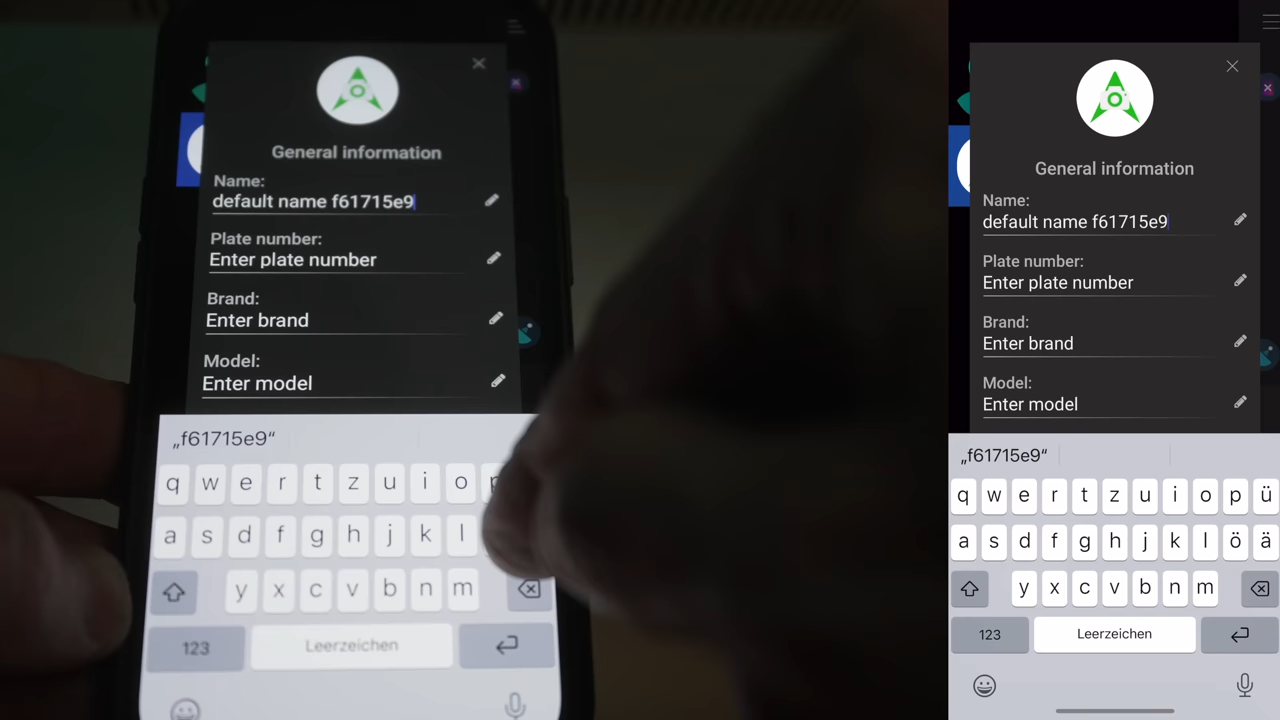 General information
Name:
default name f61715e9
Plate number:
Enter plate number
Brand:
Enter brand
Model:
Enter model
„f61715e9“
q w e r t z u i o p
a s d f g h j k l
y x c v b n m
123 Leerzeichen
General information
Name:
default name f61715e9
Plate number:
Enter plate number
Brand:
Enter brand
Model:
Enter model
„f61715e9“
q w e r t z u i o p ü
a s d f g h j k l ö ä
y x c v b n m
123 Leerzeichen